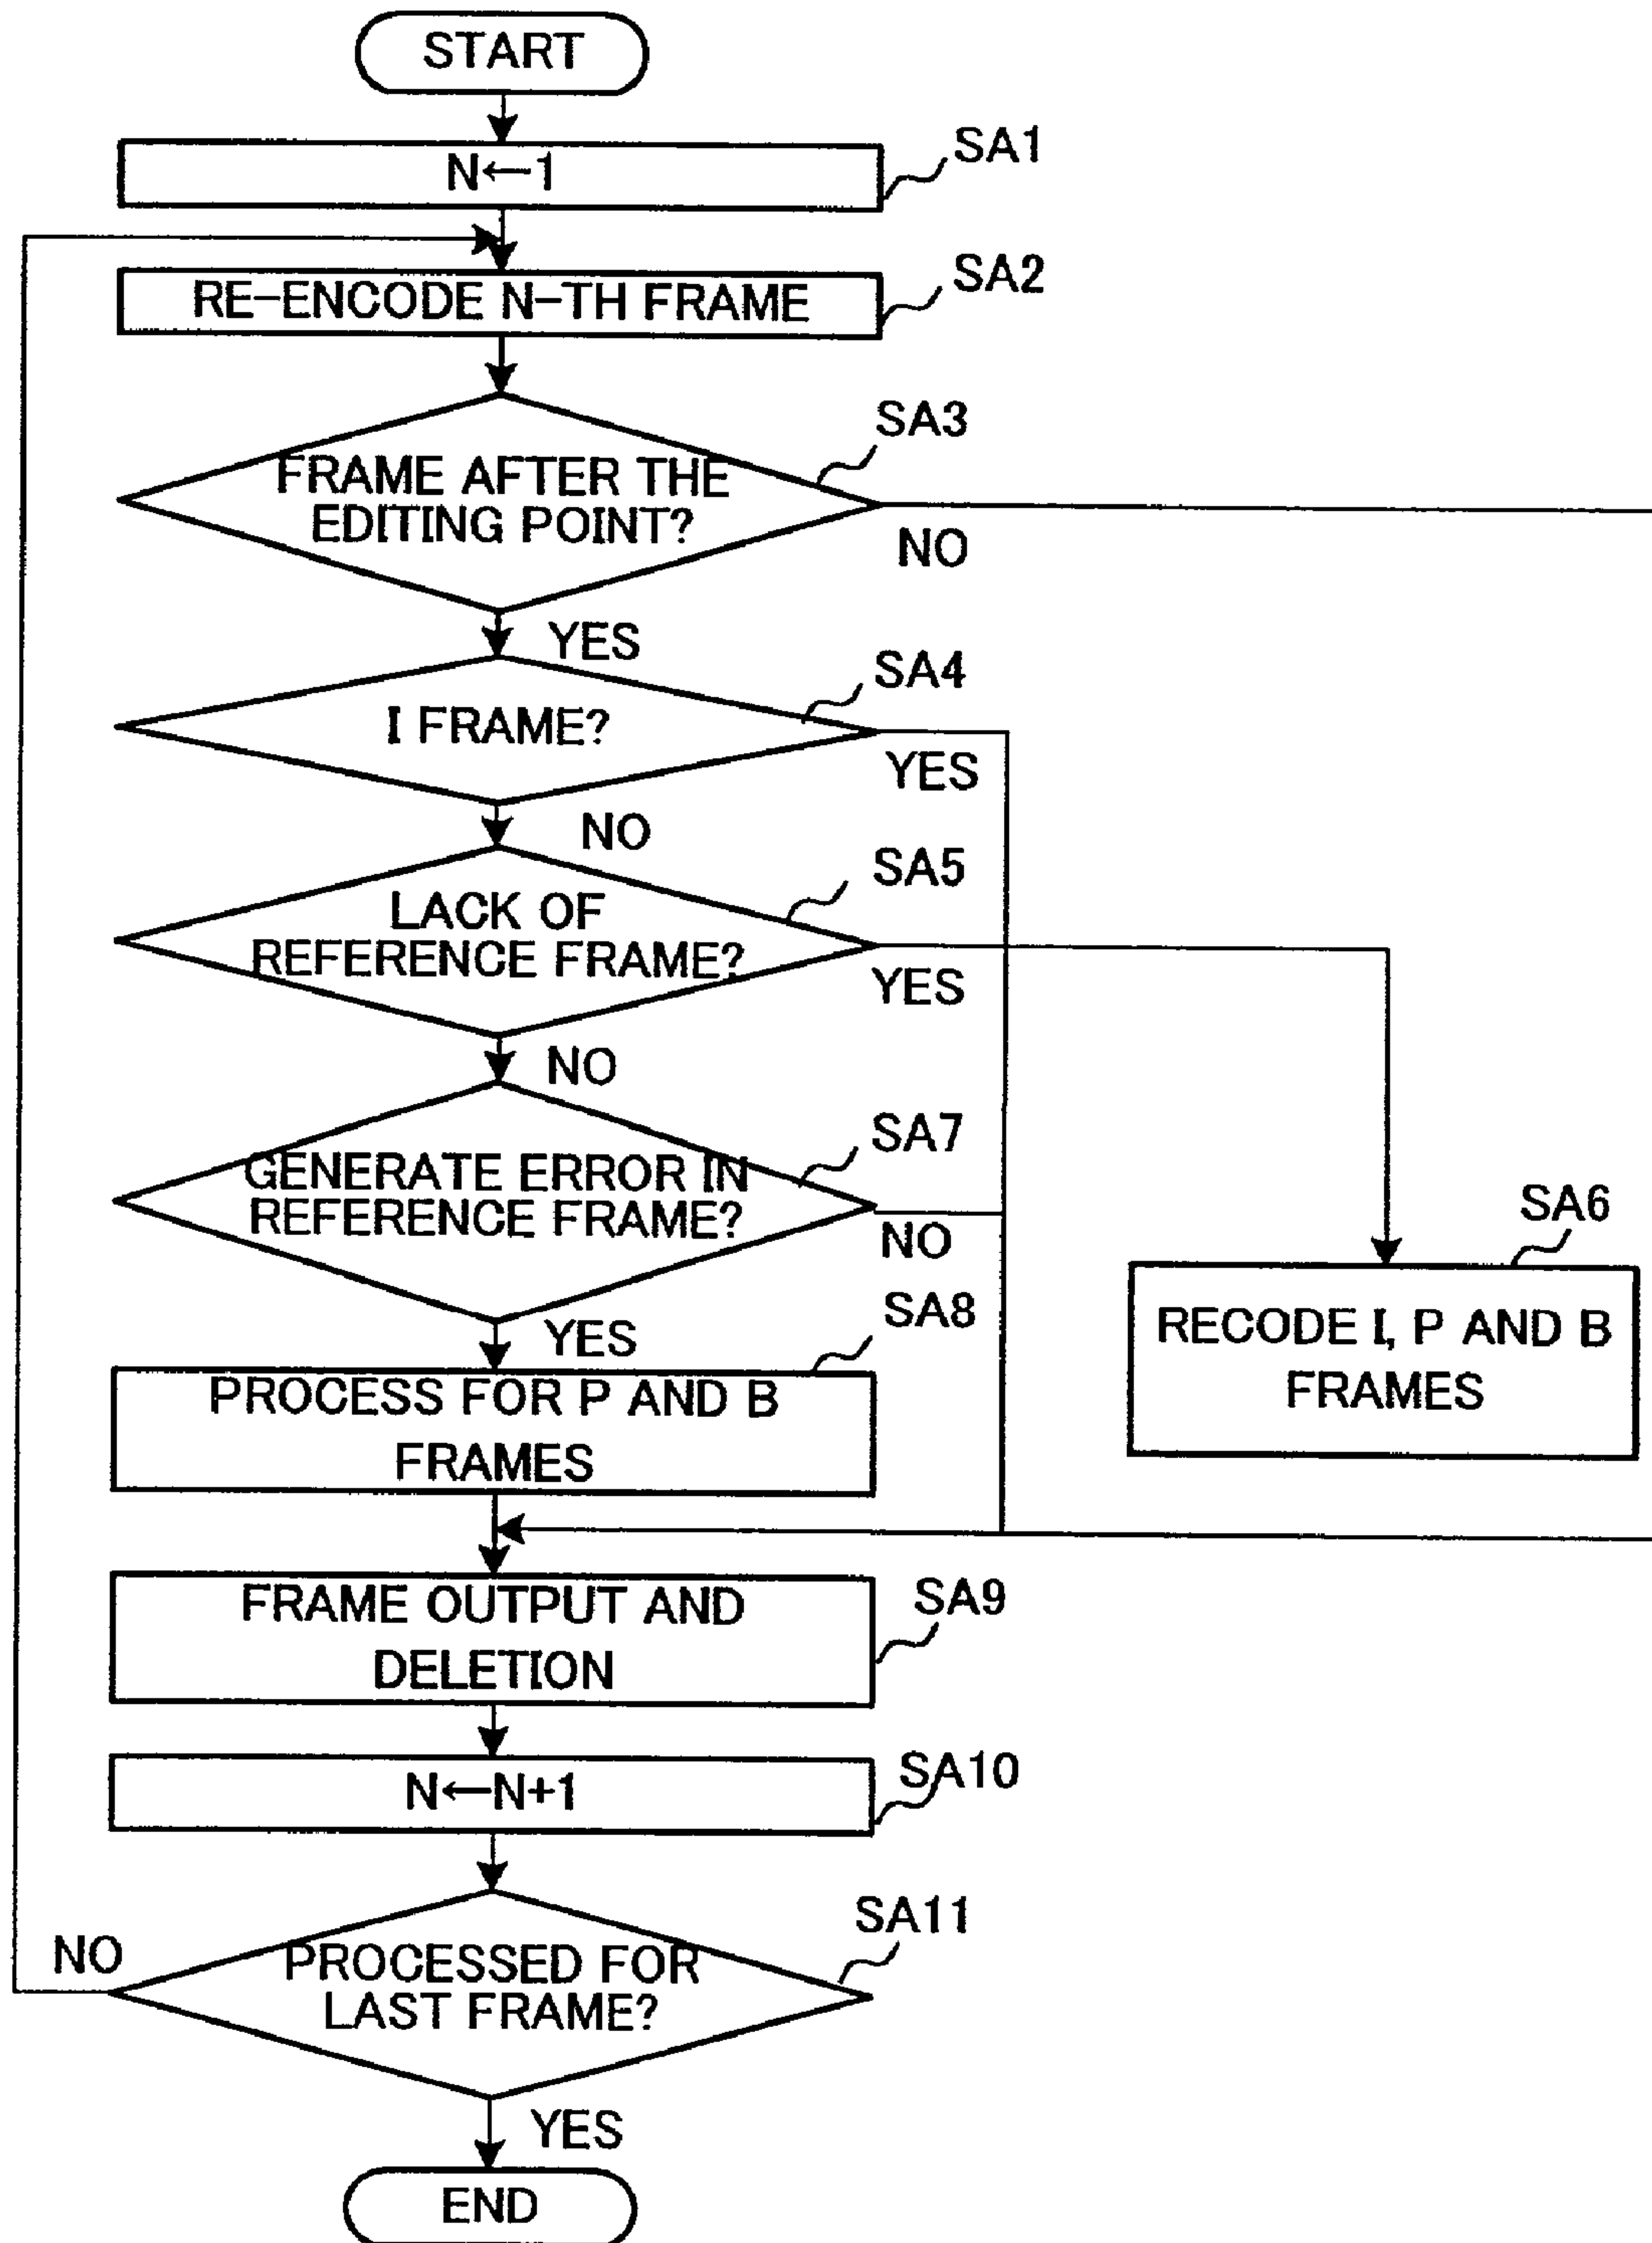 START
N←1
SA1
RE-ENCODE N-TH FRAME
SA2
FRAME AFTER THE
EDITING POINT?
SA3
NO
YES
I FRAME?
SA4
YES
NO
LACK OF
REFERENCE FRAME?
SA5
YES
NO
GENERATE ERROR IN
REFERENCE FRAME?
SA7
NO
YES
SA6
RECODE I, P AND B
FRAMES
SA8
PROCESS FOR P AND B
FRAMES
FRAME OUTPUT AND
DELETION
SA9
N←N+1
SA10
PROCESSED FOR
LAST FRAME?
SA11
NO
YES
END